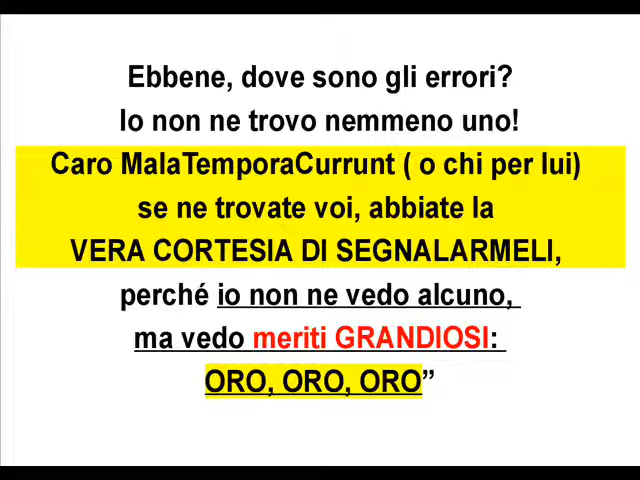 Ebbene, dove sono gli errori?
Io non ne trovo nemmeno uno!
Caro MalaTemporaCurrunt ( o chi per lui)
se ne trovate voi, abbiate la
VERA CORTESIA DI SEGNALARMELI,
perché io non ne vedo alcuno,
ma vedo meriti GRANDIOSI:
ORO, ORO, ORO”